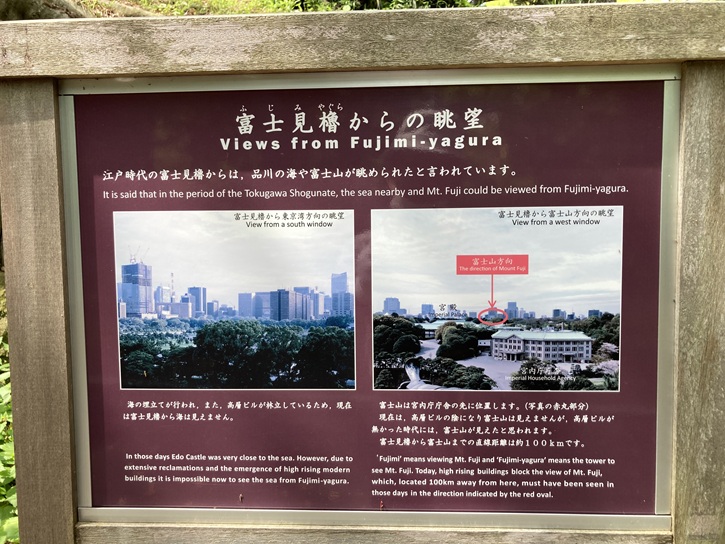 ふじみやぐら
富士見櫓からの眺望
Views from Fujimi-yagura
江戸時代の富士見櫓からは，品川の海や富士山が眺められたと言われています。
It is said that in the period of the Tokugawa Shogunate, the sea nearby and Mt. Fuji could be viewed from Fujimi-yagura.
富士見櫓から東京湾方向の眺望
View from a south window
海の埋立てが行われ，また，高層ビルが林立しているため，現在
は富士見櫓から海は見えません。
In those days Edo Castle was very close to the sea. However, due to
extensive reclamations and the emergence of high rising modern
buildings it is impossible now to see the sea from Fujimi-yagura.
富士見櫓から富士山方向の眺望
View from a west window
富士山方向
The direction of Mount Fuji
宮殿
Imperial Palace
宮内庁庁舎
Imperial Household Agency
富士山は宮内庁庁舎の先に位置します。（写真の赤丸部分）
現在は，高層ビルの陰になり富士山は見えませんが，高層ビルが
無かった時代には，富士山が見えたと思われます。
富士見櫓から富士山までの直線距離は約１００ｋｍです。
'Fujimi' means viewing Mt. Fuji and 'Fujimi-yagura' means the tower to
see Mt. Fuji. Today, high rising buildings block the view of Mt. Fuji,
which, located 100km away from here, must have been seen in
those days in the direction indicated by the red oval.